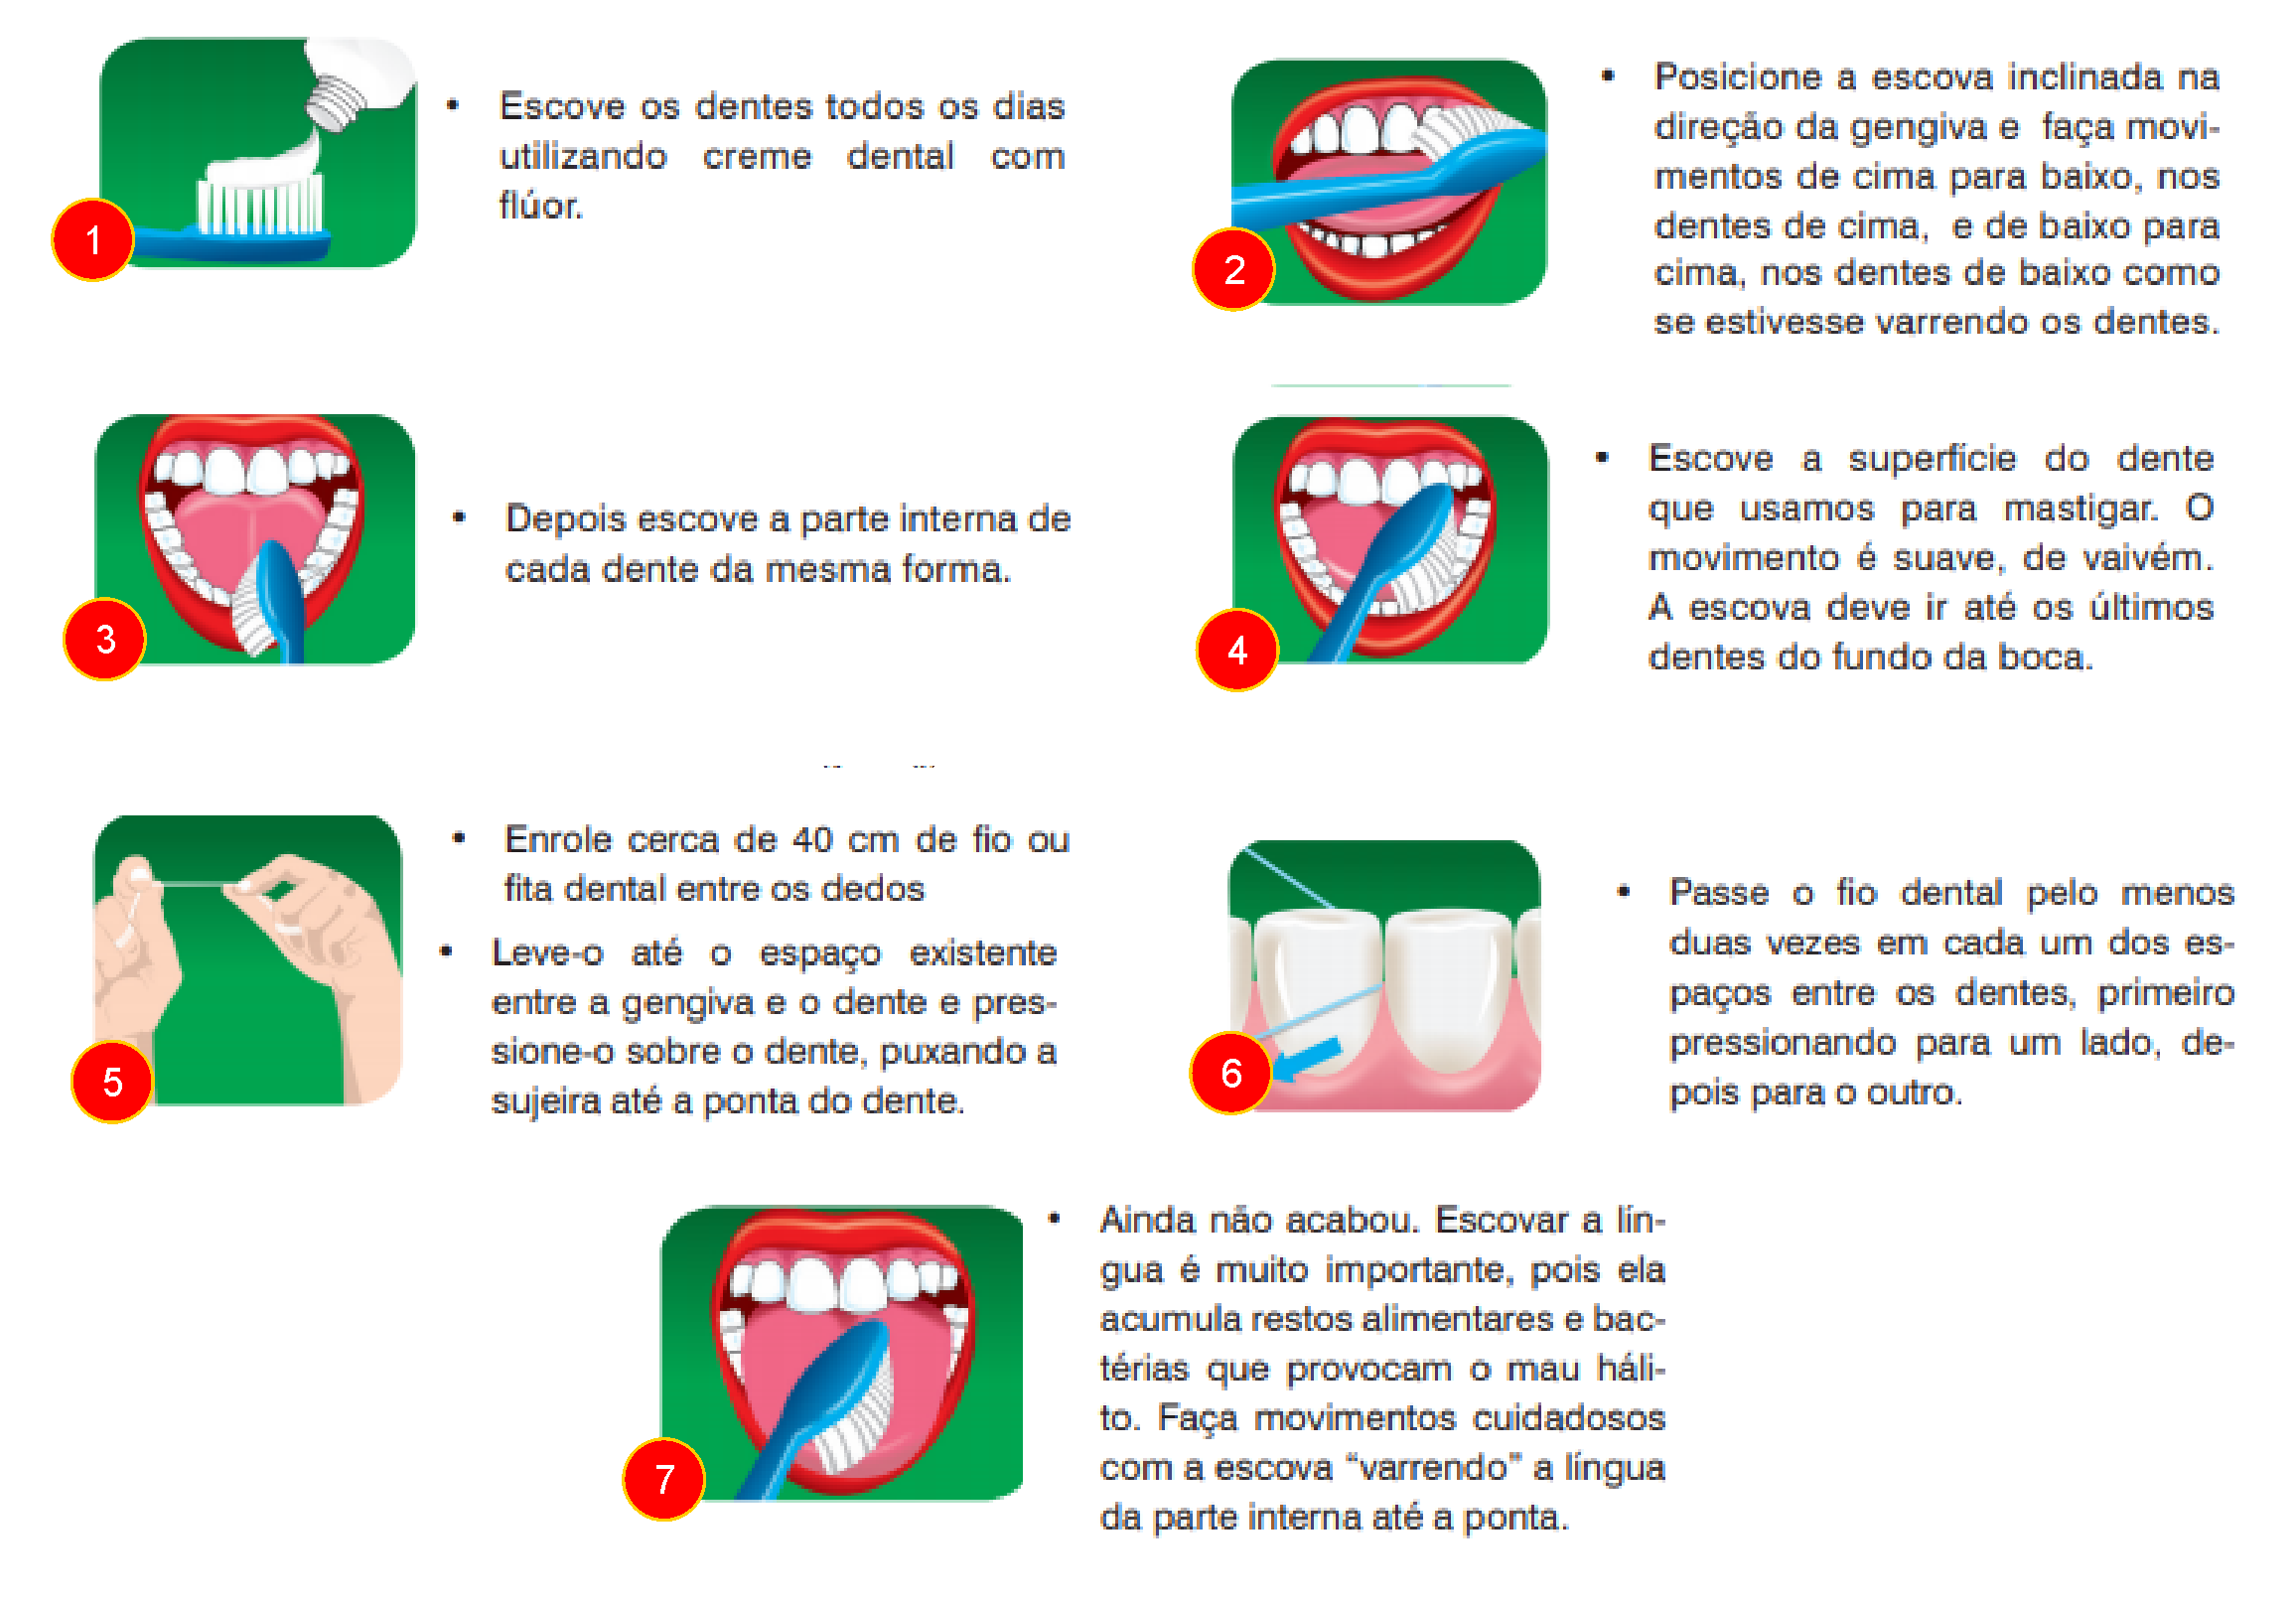 1
• Escove os dentes todos os dias
utilizando creme dental com
flúor.
2
• Posicione a escova inclinada na
direção da gengiva e faça movi-
mentos de cima para baixo, nos
dentes de cima, e de baixo para
cima, nos dentes de baixo como
se estivesse varrendo os dentes.
3
• Depois escove a parte interna de
cada dente da mesma forma.
4
• Escove a superfície do dente
que usamos para mastigar. O
movimento é suave, de vaivém.
A escova deve ir até os últimos
dentes do fundo da boca.
5
• Enrole cerca de 40 cm de fio ou
fita dental entre os dedos
• Leve-o até o espaço existente
entre a gengiva e o dente e pres-
sione-o sobre o dente, puxando a
sujeira até a ponta do dente.
6
• Passe o fio dental pelo menos
duas vezes em cada um dos es-
paços entre os dentes, primeiro
pressionando para um lado, de-
pois para o outro.
7
• Ainda não acabou. Escovar a lín-
gua é muito importante, pois ela
acumula restos alimentares e bac-
térias que provocam o mau háli-
to. Faça movimentos cuidadosos
com a escova “varrendo” a língua
da parte interna até a ponta.